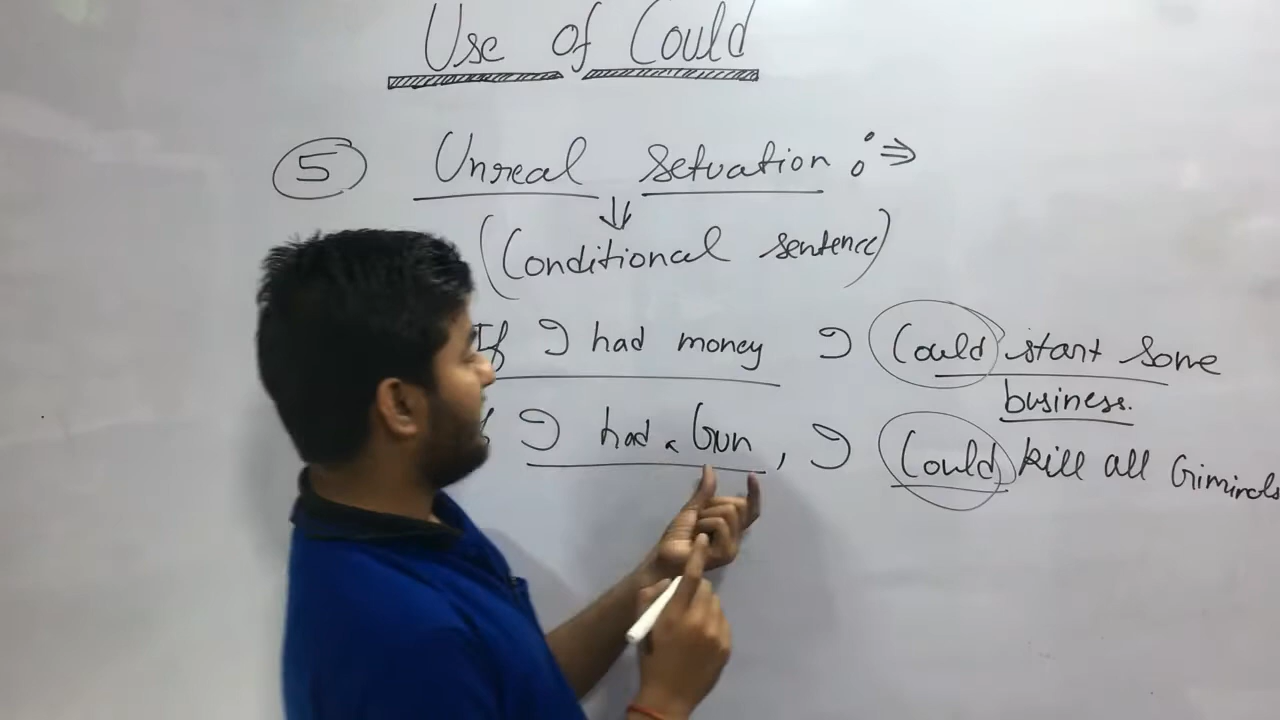 Use of Could
5 Unreal setuation :⇒
(Conditional sentence)
If I had money I Could start some
business.
I had a Gun, I Could kill all Criminals